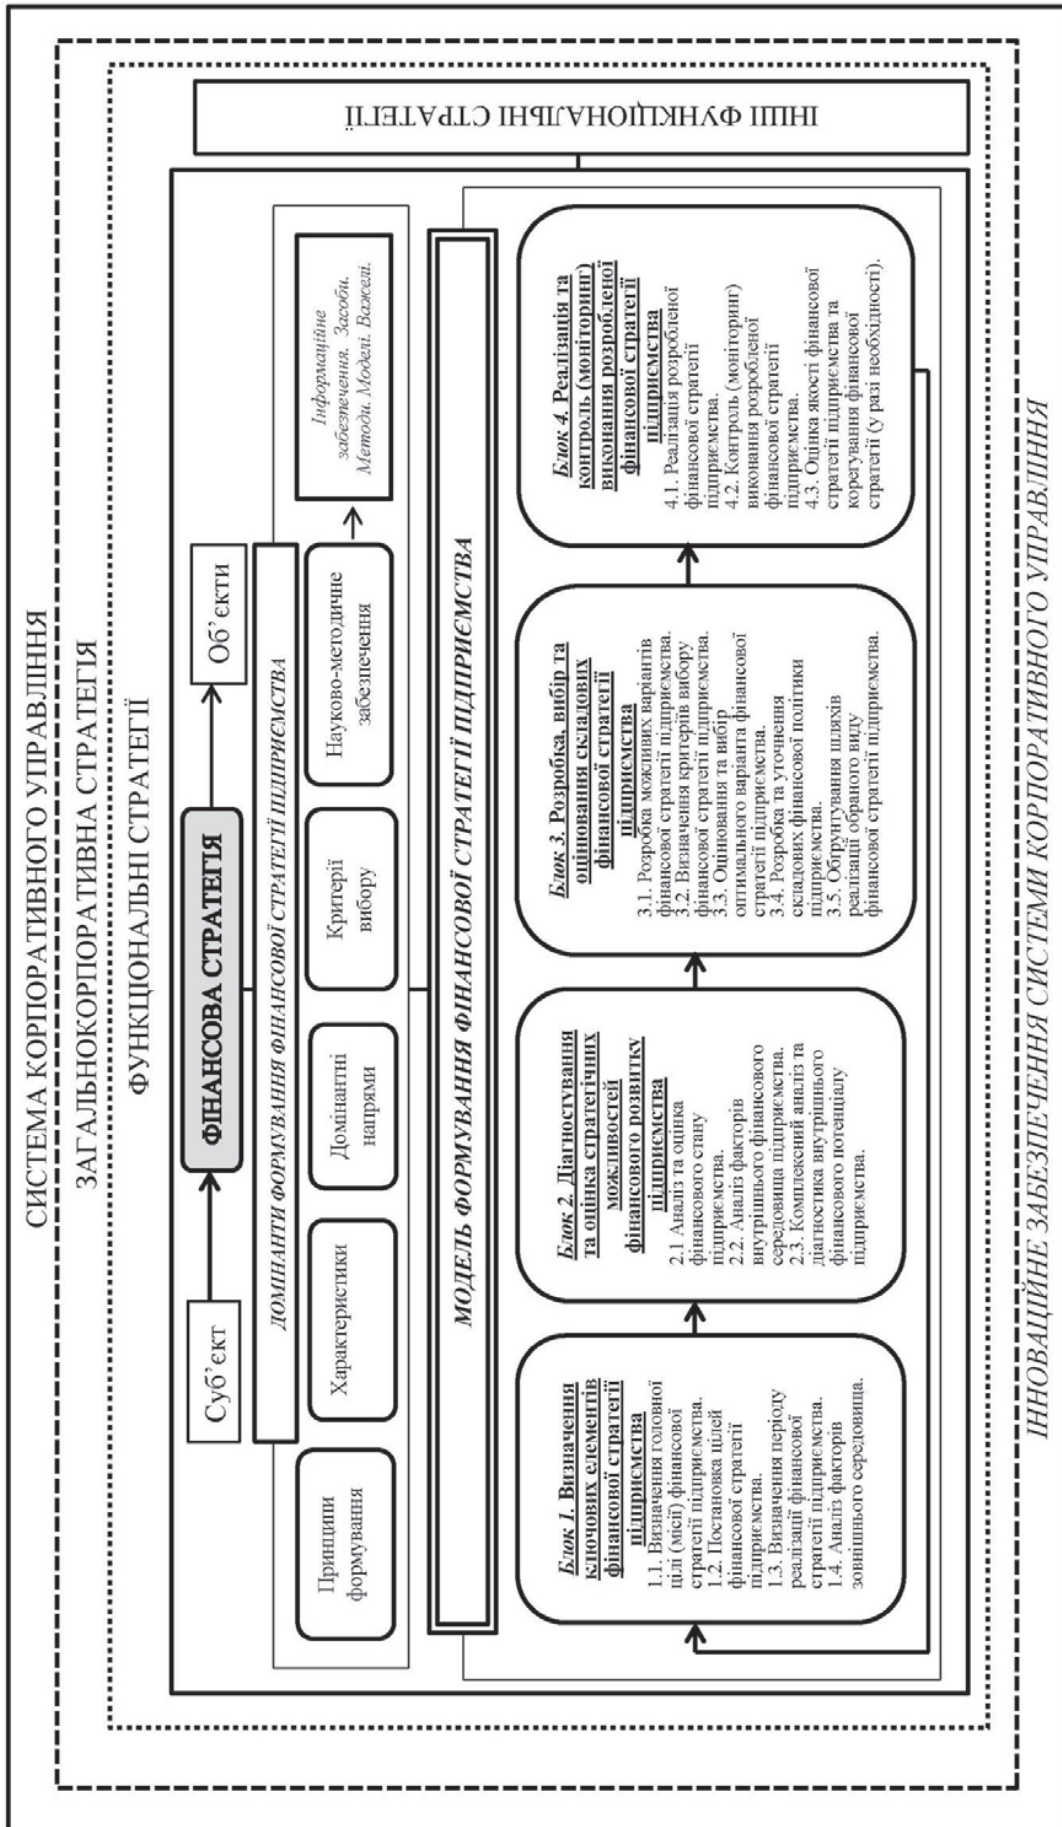 СИСТЕМА КОРПОРАТИВНОГО УПРАВЛІННЯ
ЗАГАЛЬНОКОРПОРАТИВНА СТРАТЕГІЯ
ФУНКЦІОНАЛЬНІ СТРАТЕГІЇ
Суб’єкт
ФІНАНСОВА СТРАТЕГІЯ
Об’єкти
ДОМІНАНТИ ФОРМУВАННЯ ФІНАНСОВОЇ СТРАТЕГІЇ ПІДПРИЄМСТВА
Принципи
формування
Характеристики
Домінантні
напрями
Критерії
вибору
Науково-методичне
забезпечення
Інформаційне
забезпечення. Засоби.
Методи. Моделі. Важелі.
МОДЕЛЬ ФОРМУВАННЯ ФІНАНСОВОЇ СТРАТЕГІЇ ПІДПРИЄМСТВА
Блок 1. Визначення
ключових елементів
фінансової стратегії
підприємства
1.1. Визначення головної
цілі (місії) фінансової
стратегії підприємства.
1.2. Постановка цілей
фінансової стратегії
підприємства.
1.3. Визначення періоду
реалізації фінансової
стратегії підприємства.
1.4. Аналіз факторів
зовнішнього середовища.
Блок 2. Діагностування
та оцінка стратегічних
можливостей
фінансового розвитку
підприємства
2.1 Аналіз та оцінка
фінансового стану
підприємства.
2.2. Аналіз факторів
внутрішнього фінансового
середовища підприємства.
2.3. Комплексний аналіз та
діагностика внутрішнього
фінансового потенціалу
підприємства.
Блок 3. Розробка, вибір та
оцінювання складових
фінансової стратегії
підприємства
3.1. Розробка можливих варіантів
фінансової стратегії підприємства.
3.2. Визначення критеріїв вибору
фінансової стратегії підприємства.
3.3. Оцінювання та вибір
оптимального варіанта фінансової
стратегії підприємства.
3.4. Розробка та уточнення
складових фінансової політики
підприємства.
3.5. Обґрунтування шляхів
реалізації обраного виду
фінансової стратегії підприємства.
Блок 4. Реалізація та
контроль (моніторинг)
виконання розробленої
фінансової стратегії
підприємства
4.1. Реалізація розробленої
фінансової стратегії
підприємства.
4.2. Контроль (моніторинг)
виконання розробленої
фінансової стратегії
підприємства.
4.3. Оцінка якості фінансової
стратегії підприємства та
корегування фінансової
стратегії (у разі необхідності).
ІНШІ ФУНКЦІОНАЛЬНІ СТРАТЕГІЇ
ІННОВАЦІЙНЕ ЗАБЕЗПЕЧЕННЯ СИСТЕМИ КОРПОРАТИВНОГО УПРАВЛІННЯ